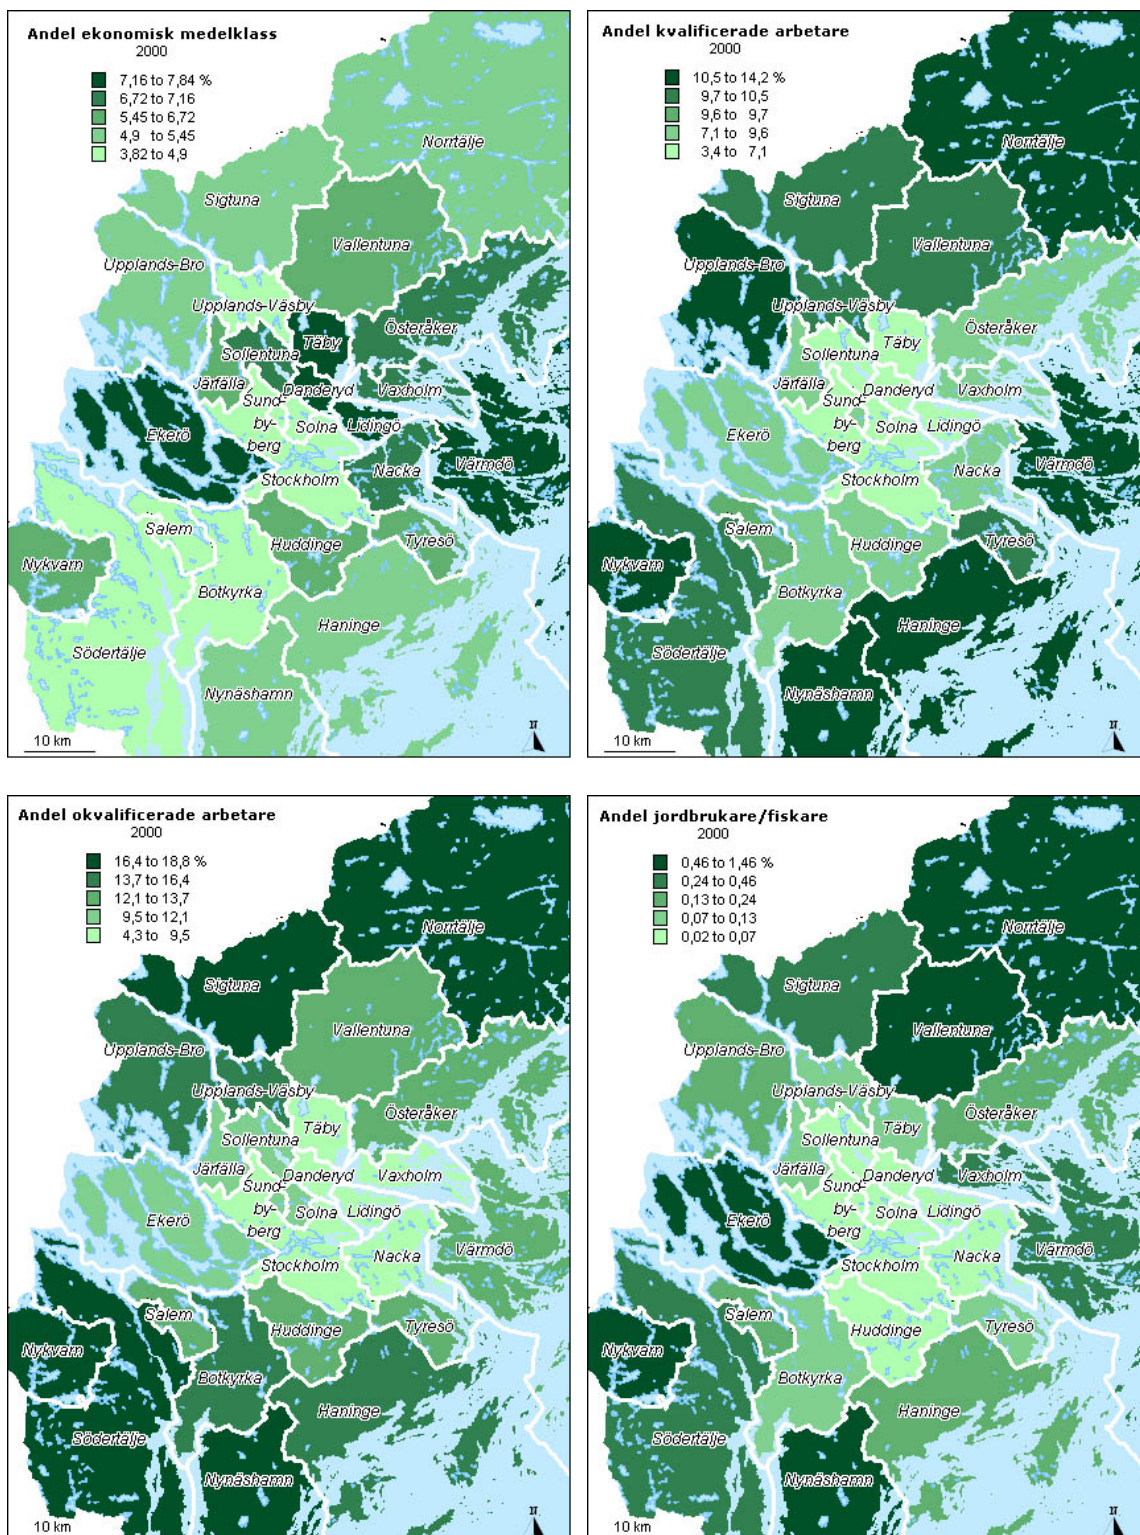 Andel ekonomisk medelklass
2000
7,16 to 7,84 %
6,72 to 7,16
5,45 to 6,72
4,9 to 5,45
3,82 to 4,9
Norrtälje
Sigtuna
Vallentuna
Upplands-Bro
Upplands-Väsby
Österåker
Täby
Sollentuna
Järfälla
Danderyd
Vaxholm
Sund-
by-
berg
Solna
Lidingö
Ekerö
Nacka
Värmdö
Stockholm
Salem
Huddinge
Tyresö
Nykvarn
Botkyrka
Haninge
Södertälje
Nynäshamn
10 km
N
Andel kvalificerade arbetare
2000
10,5 to 14,2 %
9,7 to 10,5
9,6 to 9,7
7,1 to 9,6
3,4 to 7,1
Norrtälje
Sigtuna
Vallentuna
Upplands-Bro
Upplands-Väsby
Österåker
Täby
Sollentuna
Järfälla
Danderyd
Vaxholm
Sund-
by-
berg
Solna
Lidingö
Ekerö
Nacka
Värmdö
Stockholm
Salem
Huddinge
Tyresö
Nykvarn
Botkyrka
Haninge
Södertälje
Nynäshamn
10 km
N
Andel okvalificerade arbetare
2000
16,4 to 18,8 %
13,7 to 16,4
12,1 to 13,7
9,5 to 12,1
4,3 to 9,5
Norrtälje
Sigtuna
Vallentuna
Upplands-Bro
Upplands-Väsby
Österåker
Täby
Sollentuna
Järfälla
Danderyd
Vaxholm
Sund-
by-
berg
Solna
Lidingö
Ekerö
Nacka
Värmdö
Stockholm
Salem
Huddinge
Tyresö
Nykvarn
Botkyrka
Haninge
Södertälje
Nynäshamn
10 km
N
Andel jordbrukare/fiskare
2000
0,46 to 1,46 %
0,24 to 0,46
0,13 to 0,24
0,07 to 0,13
0,02 to 0,07
Norrtälje
Sigtuna
Vallentuna
Upplands-Bro
Upplands-Väsby
Österåker
Täby
Sollentuna
Järfälla
Danderyd
Vaxholm
Sund-
by-
berg
Solna
Lidingö
Ekerö
Nacka
Värmdö
Stockholm
Salem
Huddinge
Tyresö
Nykvarn
Botkyrka
Haninge
Södertälje
Nynäshamn
10 km
N